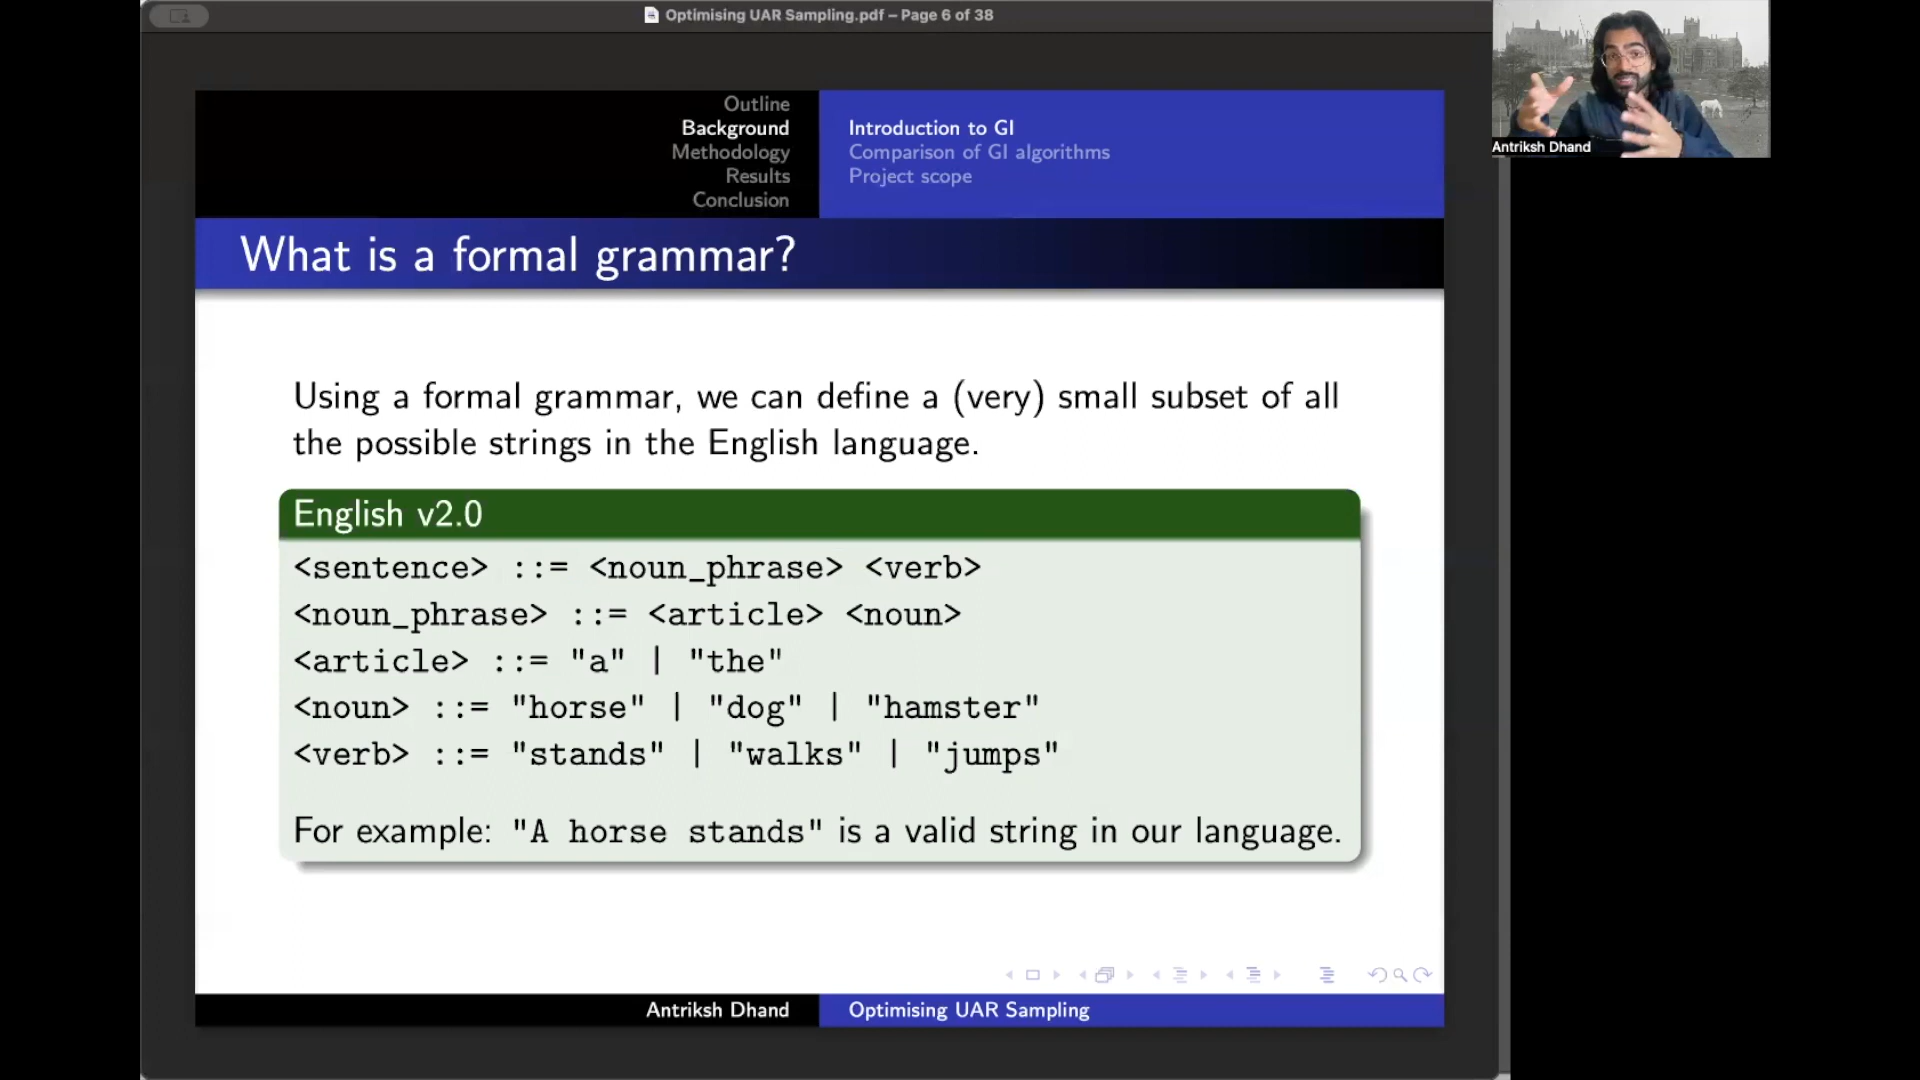 Optimising UAR Sampling.pdf – Page 6 of 38
Antriksh Dhand
Outline
Background
Methodology
Results
Conclusion
Introduction to GI
Comparison of GI algorithms
Project scope
What is a formal grammar?
Using a formal grammar, we can define a (very) small subset of all
the possible strings in the English language.
English v2.0
<sentence> ::= <noun_phrase> <verb>
<noun_phrase> ::= <article> <noun>
<article> ::= "a" | "the"
<noun> ::= "horse" | "dog" | "hamster"
<verb> ::= "stands" | "walks" | "jumps"
For example: "A horse stands" is a valid string in our language.
Antriksh Dhand
Optimising UAR Sampling